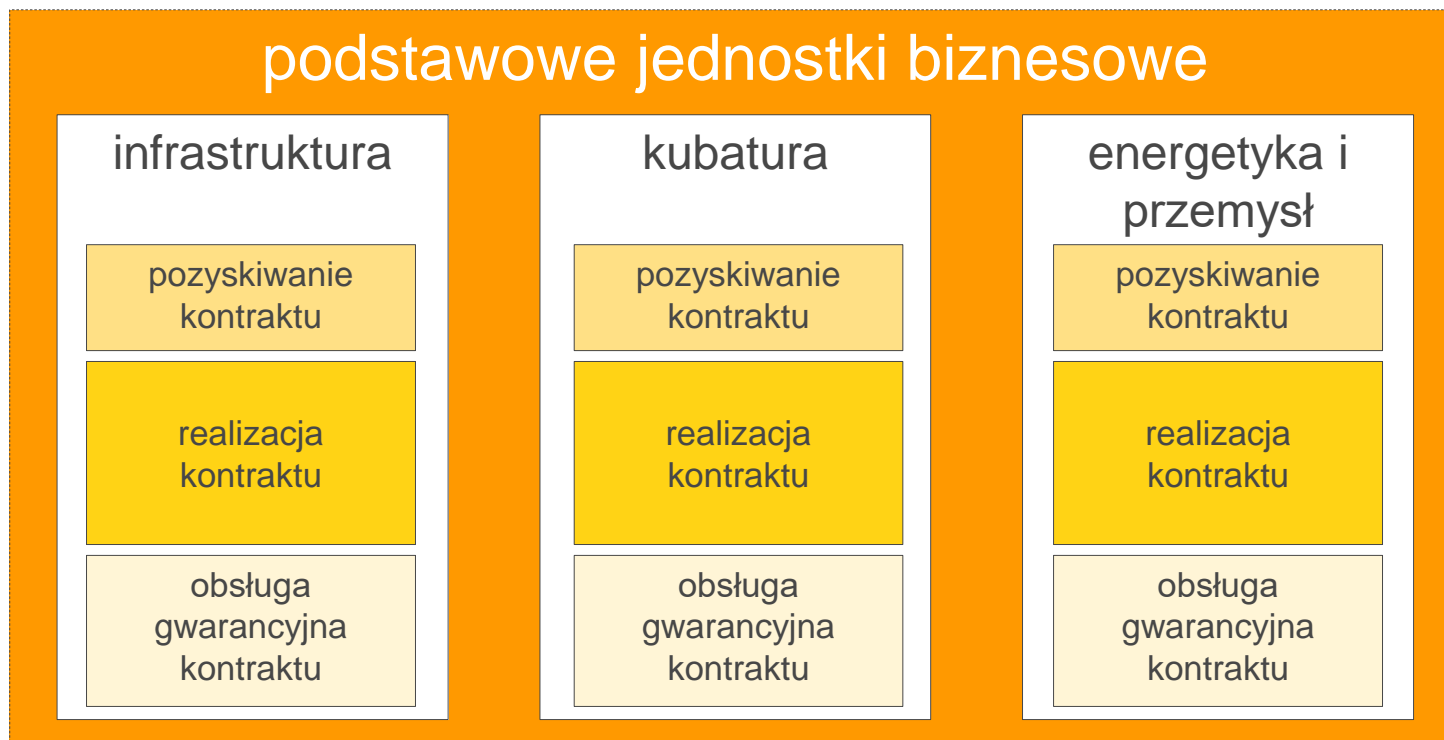 podstawowe jednostki biznesowe
infrastruktura
pozyskiwanie
kontraktu
realizacja
kontraktu
obsługa
gwarancyjna
kontraktu
kubatura
pozyskiwanie
kontraktu
realizacja
kontraktu
obsługa
gwarancyjna
kontraktu
energetyka i
przemysł
pozyskiwanie
kontraktu
realizacja
kontraktu
obsługa
gwarancyjna
kontraktu